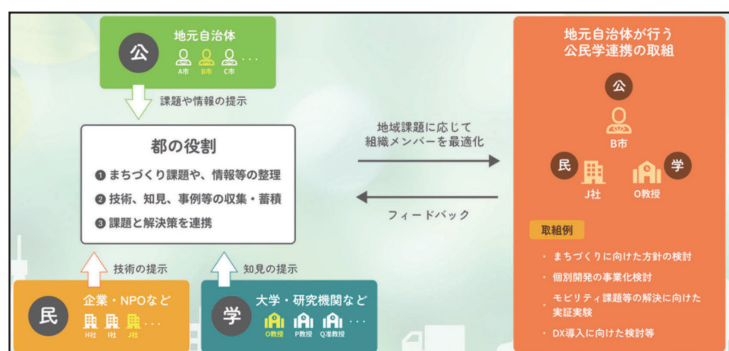 公
地元自治体
A市 B市 C市 ・・・
課題や情報の提示
都の役割
❶ まちづくり課題や、情報等の整理
❷ 技術、知見、事例等の収集・蓄積
❸ 課題と解決策を連携
技術の提示
知見の提示
民
企業・NPOなど
H社 I社 J社 ・・・
学
大学・研究機関など
O教授 P教授 Q准教授 ・・・
地域課題に応じて
組織メンバーを最適化
フィードバック
地元自治体が行う
公民学連携の取組
公
B市
民
J社
学
O教授
取組例
・ まちづくりに向けた方針の検討
・ 個別開発の事業化検討
・ モビリティ課題等の解決に向けた
実証実験
・ DX導入に向けた検討等